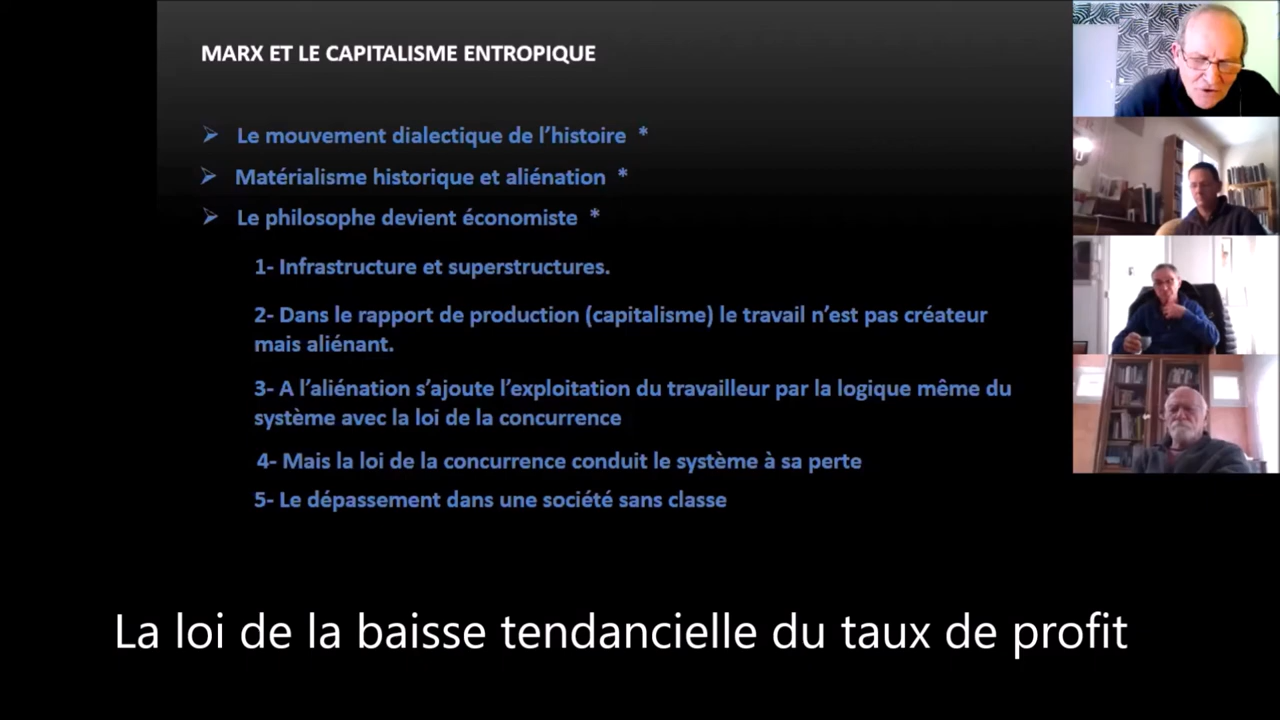 MARX ET LE CAPITALISME ENTROPIQUE
Le mouvement dialectique de l'histoire *
Matérialisme historique et aliénation *
Le philosophe devient économiste *
1- Infrastructure et superstructures.
2- Dans le rapport de production (capitalisme) le travail n'est pas créateur
mais aliénant.
3- A l'aliénation s'ajoute l'exploitation du travailleur par la logique même du
système avec la loi de la concurrence
4- Mais la loi de la concurrence conduit le système à sa perte
5- Le dépassement dans une société sans classe
La loi de la baisse tendancielle du taux de profit